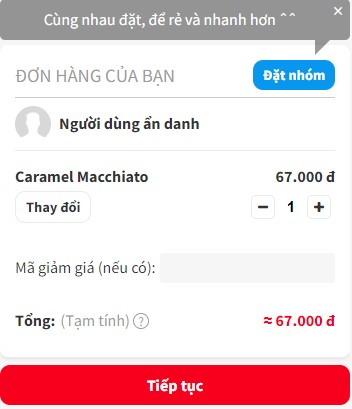 Cùng nhau đặt, để rẻ và nhanh hơn ^^
×
ĐƠN HÀNG CỦA BẠN
Đặt nhóm
Người dùng ẩn danh
Caramel Macchiato 67.000 đ
Thay đổi − 1 +
Mã giảm giá (nếu có):
Tổng: (Tạm tính) ? ≈ 67.000 đ
Tiếp tục